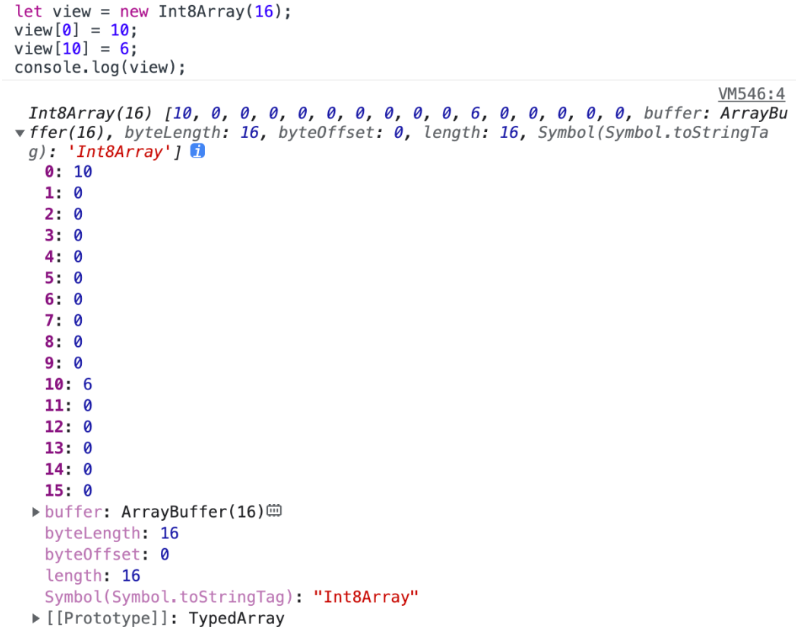 let view = new Int8Array(16);
view[0] = 10;
view[10] = 6;
console.log(view);
VM546:4
Int8Array(16) [10, 0, 0, 0, 0, 0, 0, 0, 0, 0, 6, 0, 0, 0, 0, 0, buffer: ArrayBu
ffer(16), byteLength: 16, byteOffset: 0, length: 16, Symbol(Symbol.toStringTa
g): 'Int8Array']
0: 10
1: 0
2: 0
3: 0
4: 0
5: 0
6: 0
7: 0
8: 0
9: 0
10: 6
11: 0
12: 0
13: 0
14: 0
15: 0
buffer: ArrayBuffer(16)
byteLength: 16
byteOffset: 0
length: 16
Symbol(Symbol.toStringTag): "Int8Array"
[[Prototype]]: TypedArray